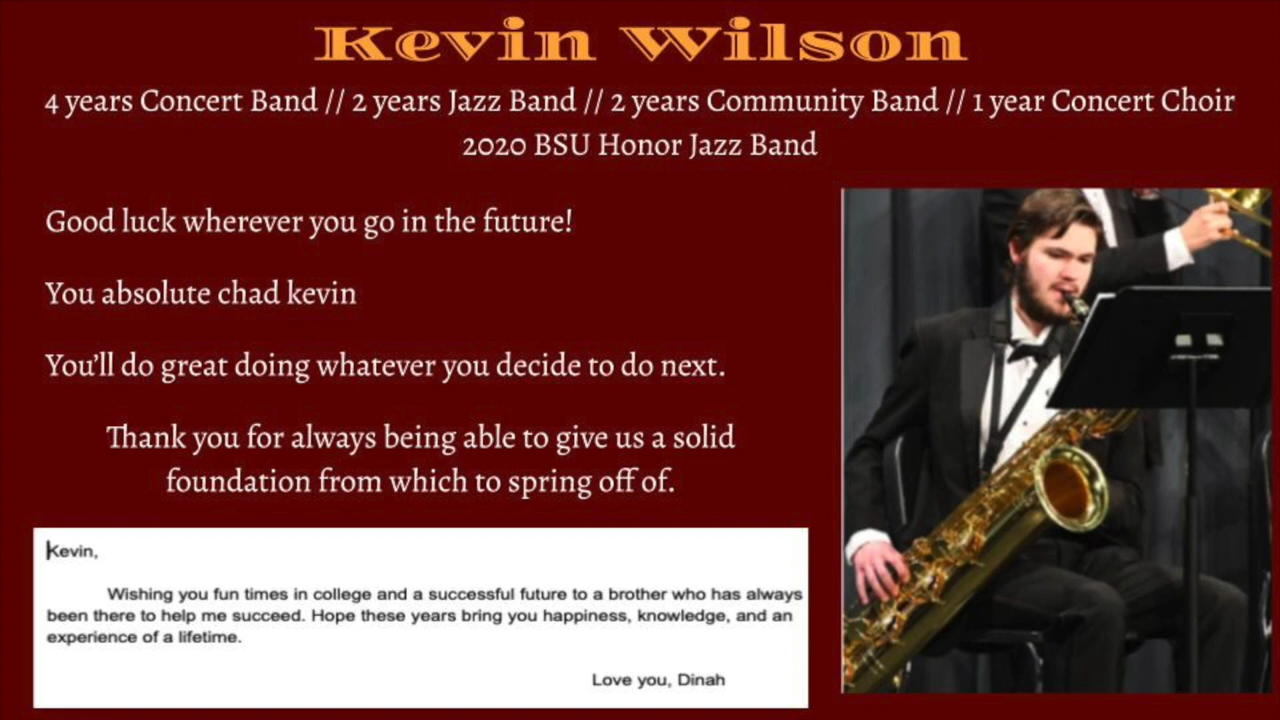 Kevin Wilson
4 years Concert Band // 2 years Jazz Band // 2 years Community Band // 1 year Concert Choir
2020 BSU Honor Jazz Band
Good luck wherever you go in the future!
You absolute chad kevin
You'll do great doing whatever you decide to do next.
Thank you for always being able to give us a solid
foundation from which to spring off of.
Kevin,
Wishing you fun times in college and a successful future to a brother who has always
been there to help me succeed. Hope these years bring you happiness, knowledge, and an
experience of a lifetime.
Love you, Dinah